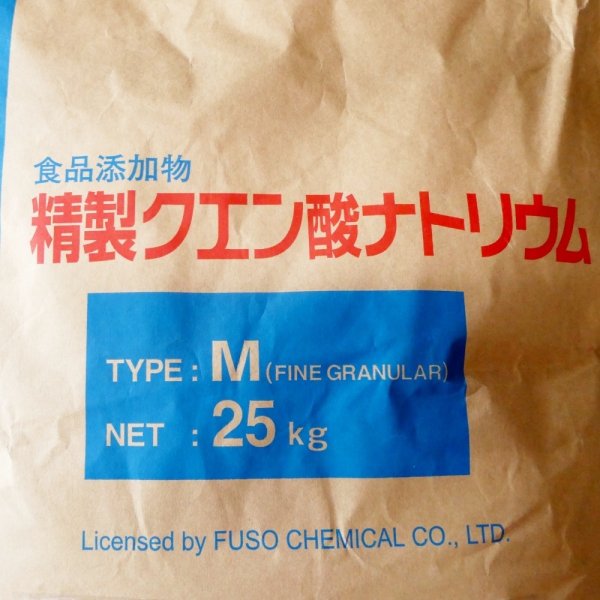 食品添加物
精製クエン酸ナトリウム
TYPE : M (FINE GRANULAR)
NET : 25 kg
Licensed by FUSO CHEMICAL CO., LTD.